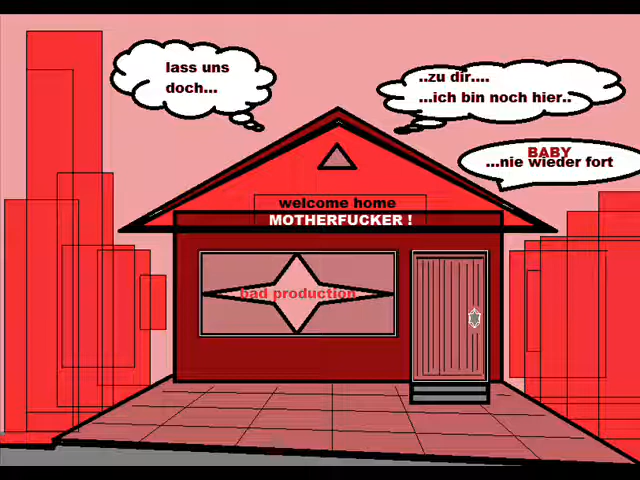 lass uns
doch...
..zu dir....
...ich bin noch hier..
BABY
...nie wieder fort
welcome home
MOTHERFUCKER !
bad production